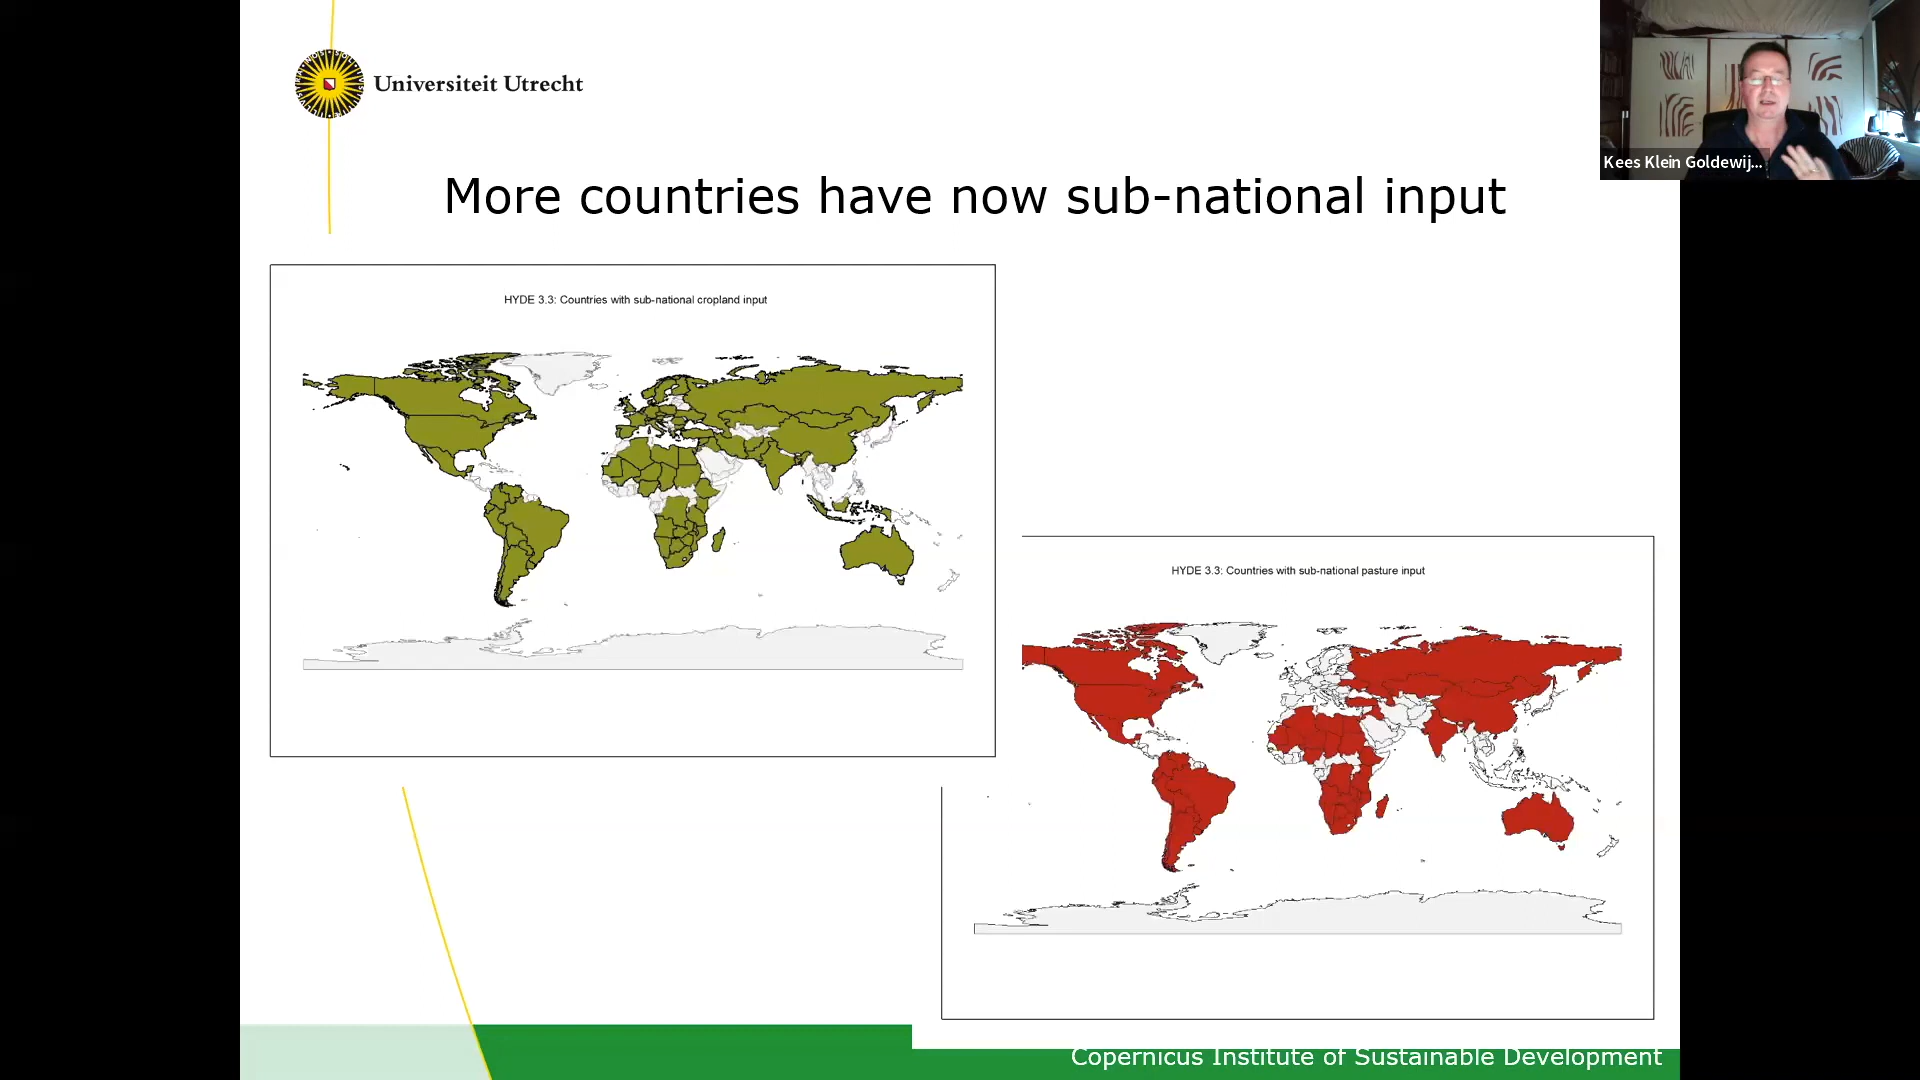 Universiteit Utrecht
Kees Klein Goldewij...
More countries have now sub-national input
HYDE 3.3: Countries with sub-national cropland input
HYDE 3.3: Countries with sub-national pasture input
Copernicus Institute of Sustainable Development